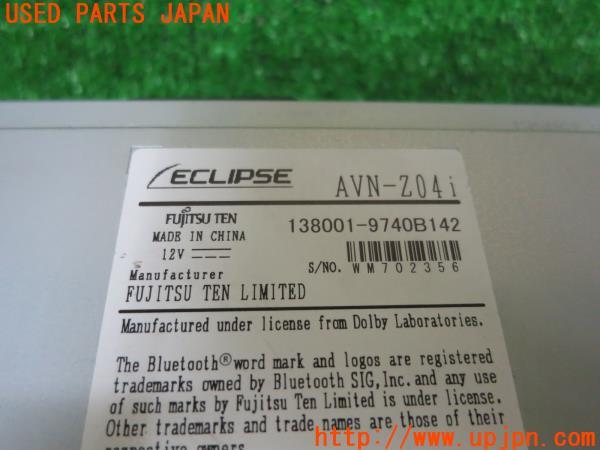 USED PARTS JAPAN
ECLIPSE AVN-Z04i
FUJITSU TEN 138001-9740B142
MADE IN CHINA
12V
S/NO. WM702356
Manufacturer
FUJITSU TEN LIMITED
Manufactured under license from Dolby Laboratories.
The Bluetooth® word mark and logos are registered
trademarks owned by Bluetooth SIG, Inc. and any use
of such marks by Fujitsu Ten Limited is under license.
Other trademarks and trade names are those of their
respective owners.
http://www.upjpn.com